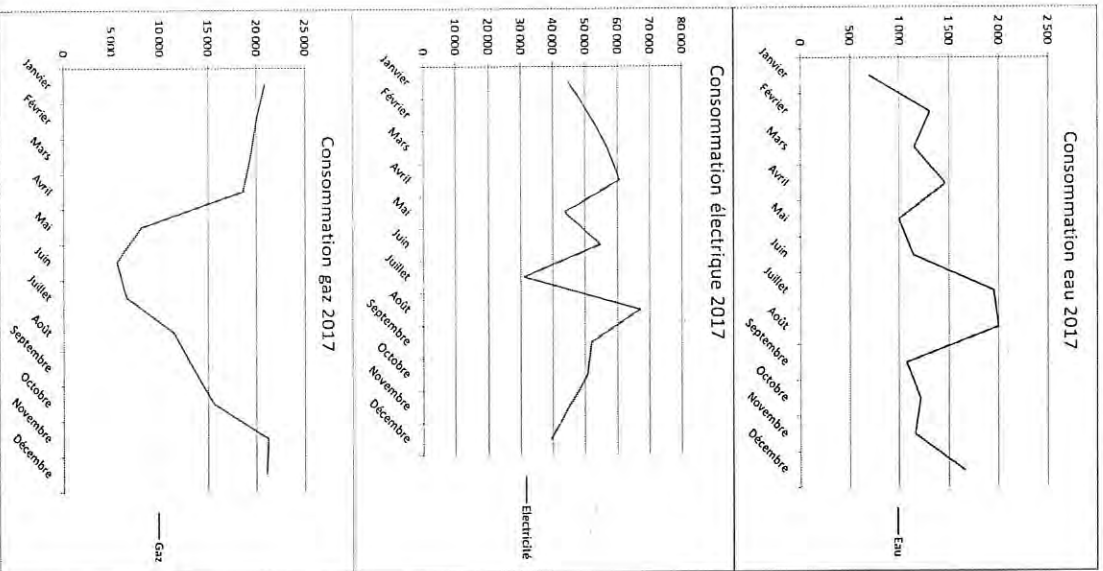 Consommation eau 2017
2 500
2 000
1 500
1 000
500
0
Janvier
Février
Mars
Avril
Mai
Juin
Juillet
Août
Septembre
Octobre
Novembre
Décembre
Eau
Consommation électrique 2017
80 000
70 000
60 000
50 000
40 000
30 000
20 000
10 000
0
Janvier
Février
Mars
Avril
Mai
Juin
Juillet
Août
Septembre
Octobre
Novembre
Décembre
Electricité
Consommation gaz 2017
25 000
20 000
15 000
10 000
5 000
0
Janvier
Février
Mars
Avril
Mai
Juin
Juillet
Août
Septembre
Octobre
Novembre
Décembre
Gaz